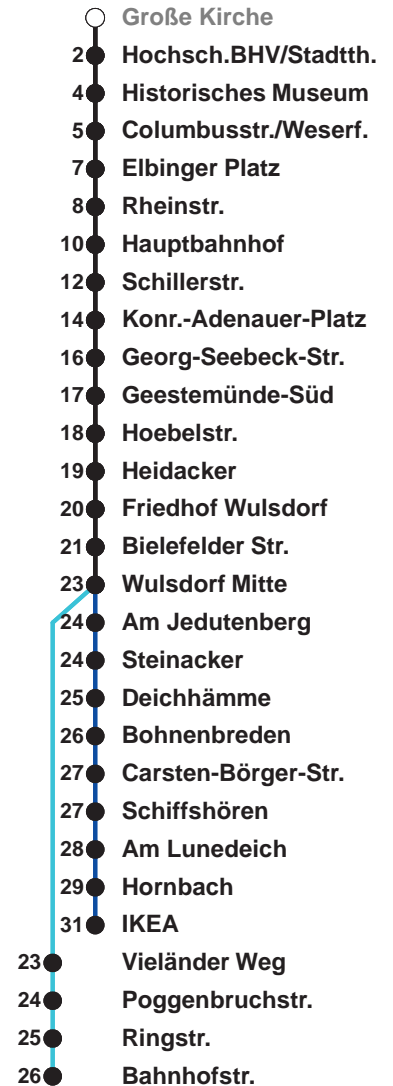 Große Kirche
2 Hochsch.BHV/Stadtth.
4 Historisches Museum
5 Columbusstr./Weserf.
7 Elbinger Platz
8 Rheinstr.
10 Hauptbahnhof
12 Schillerstr.
14 Konr.-Adenauer-Platz
16 Georg-Seebeck-Str.
17 Geestemünde-Süd
18 Hoebelstr.
19 Heidacker
20 Friedhof Wulsdorf
21 Bielefelder Str.
23 Wulsdorf Mitte
24 Am Jedutenberg
24 Steinacker
25 Deichhämme
26 Bohnenbreden
27 Carsten-Börger-Str.
27 Schiffshören
28 Am Lunedeich
29 Hornbach
31 IKEA
23 Vieländer Weg
24 Poggenbruchstr.
25 Ringstr.
26 Bahnhofstr.